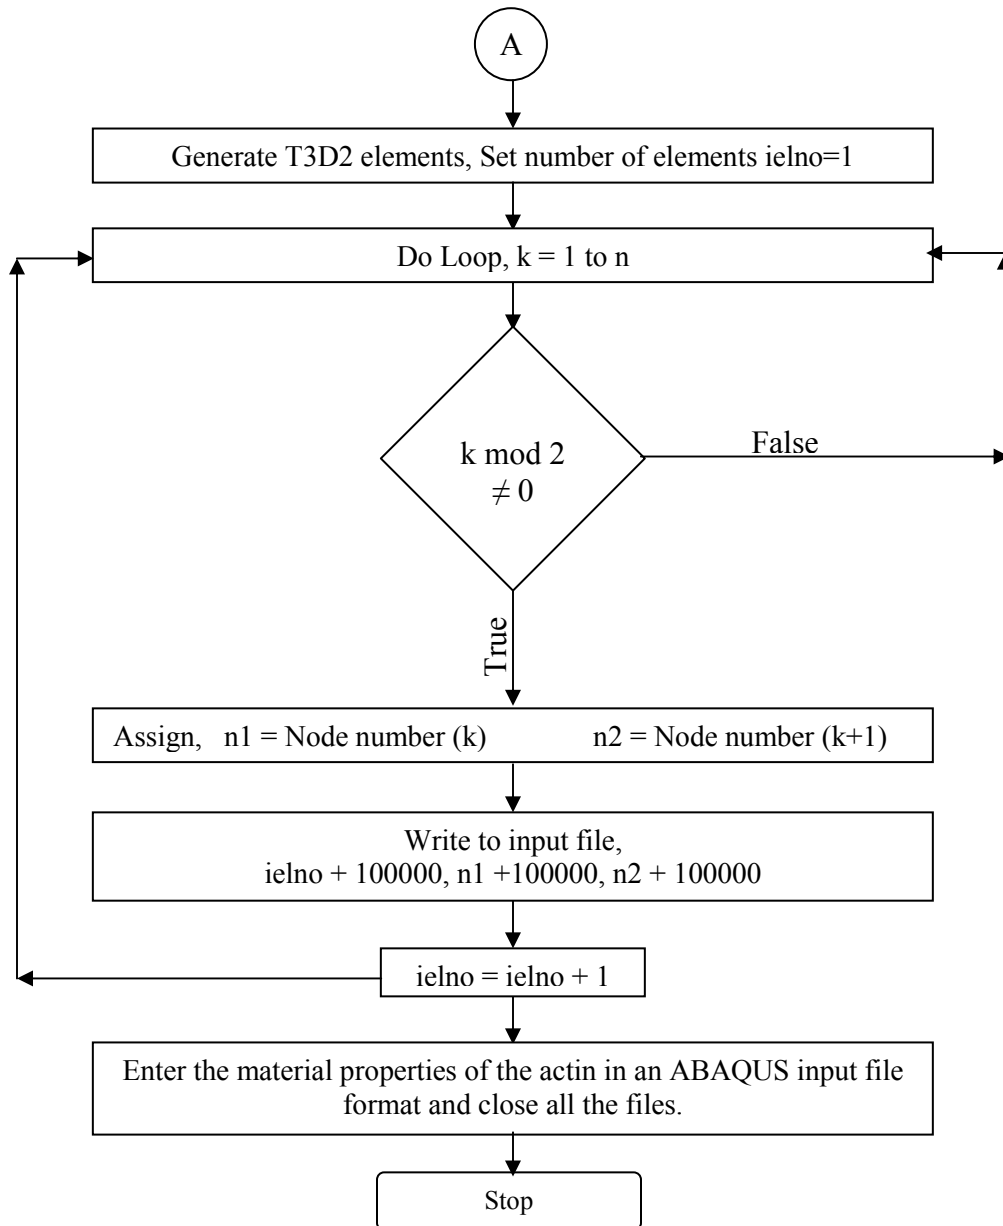 A
Generate T3D2 elements, Set number of elements ielno=1
Do Loop, k = 1 to n
k mod 2
≠ 0
False
True
Assign, n1 = Node number (k) n2 = Node number (k+1)
Write to input file,
ielno + 100000, n1 +100000, n2 + 100000
ielno = ielno + 1
Enter the material properties of the actin in an ABAQUS input file
format and close all the files.
Stop